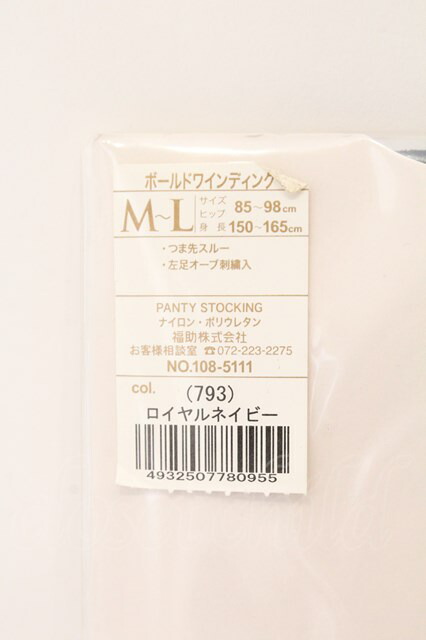 ボールドワインディング
M~L サイズ
ヒップ 85~98cm
身長 150~165cm
・つま先スルー
・左足オーブ刺繍入
PANTY STOCKING
ナイロン・ポリウレタン
福助株式会社
お客様相談室 ☎072-223-2275
NO.108-5111
col. (793)
ロイヤルネイビー
4932507780955